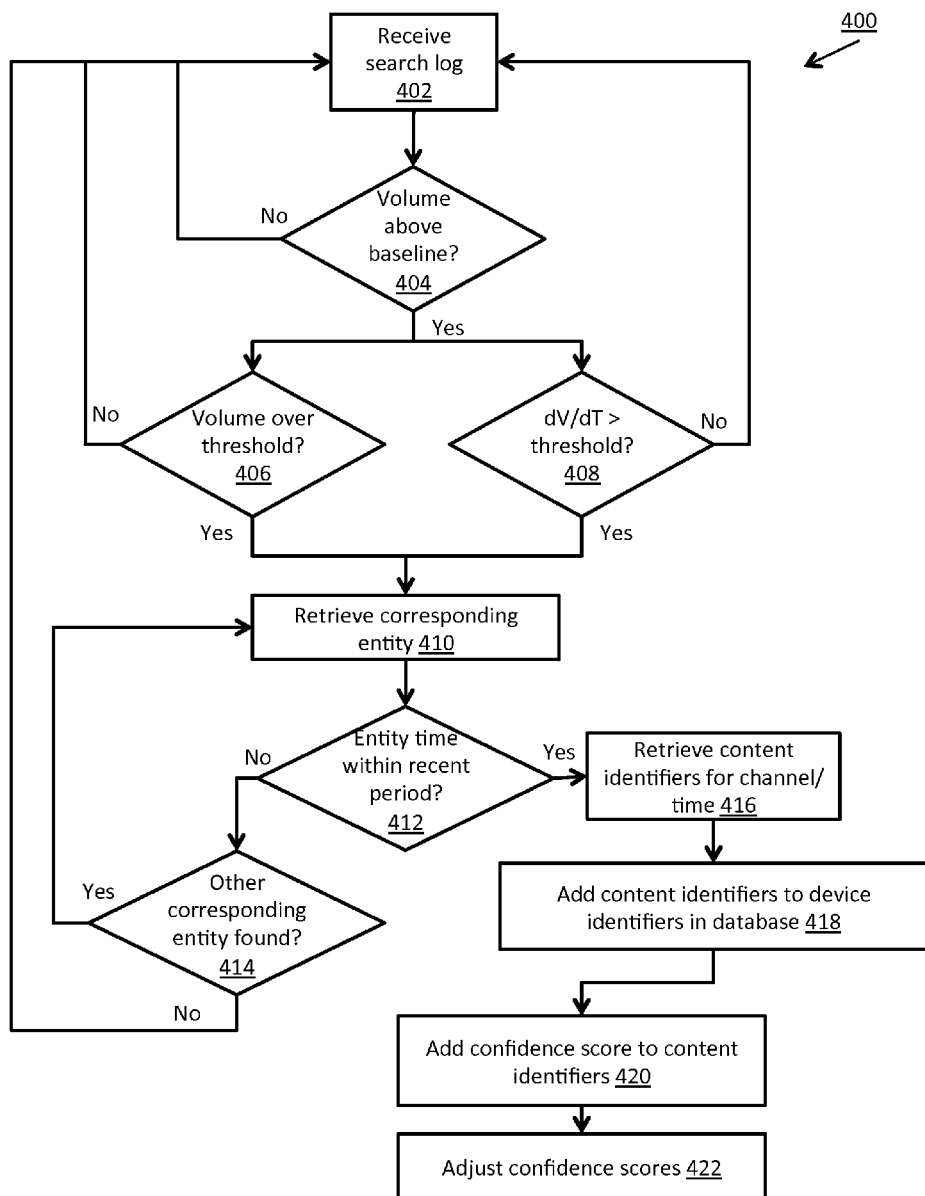 400
Receive
search log
402
No
Volume
above
baseline?
404
Yes
No
Volume over
threshold?
406
dV/dT >
threshold?
408
No
Yes
Yes
Retrieve corresponding
entity 410
No
Entity time
within recent
period?
412
Yes
Retrieve content
identifiers for channel/
time 416
Yes
Other
corresponding
entity found?
414
No
Add content identifiers to device
identifiers in database 418
Add confidence score to content
identifiers 420
Adjust confidence scores 422